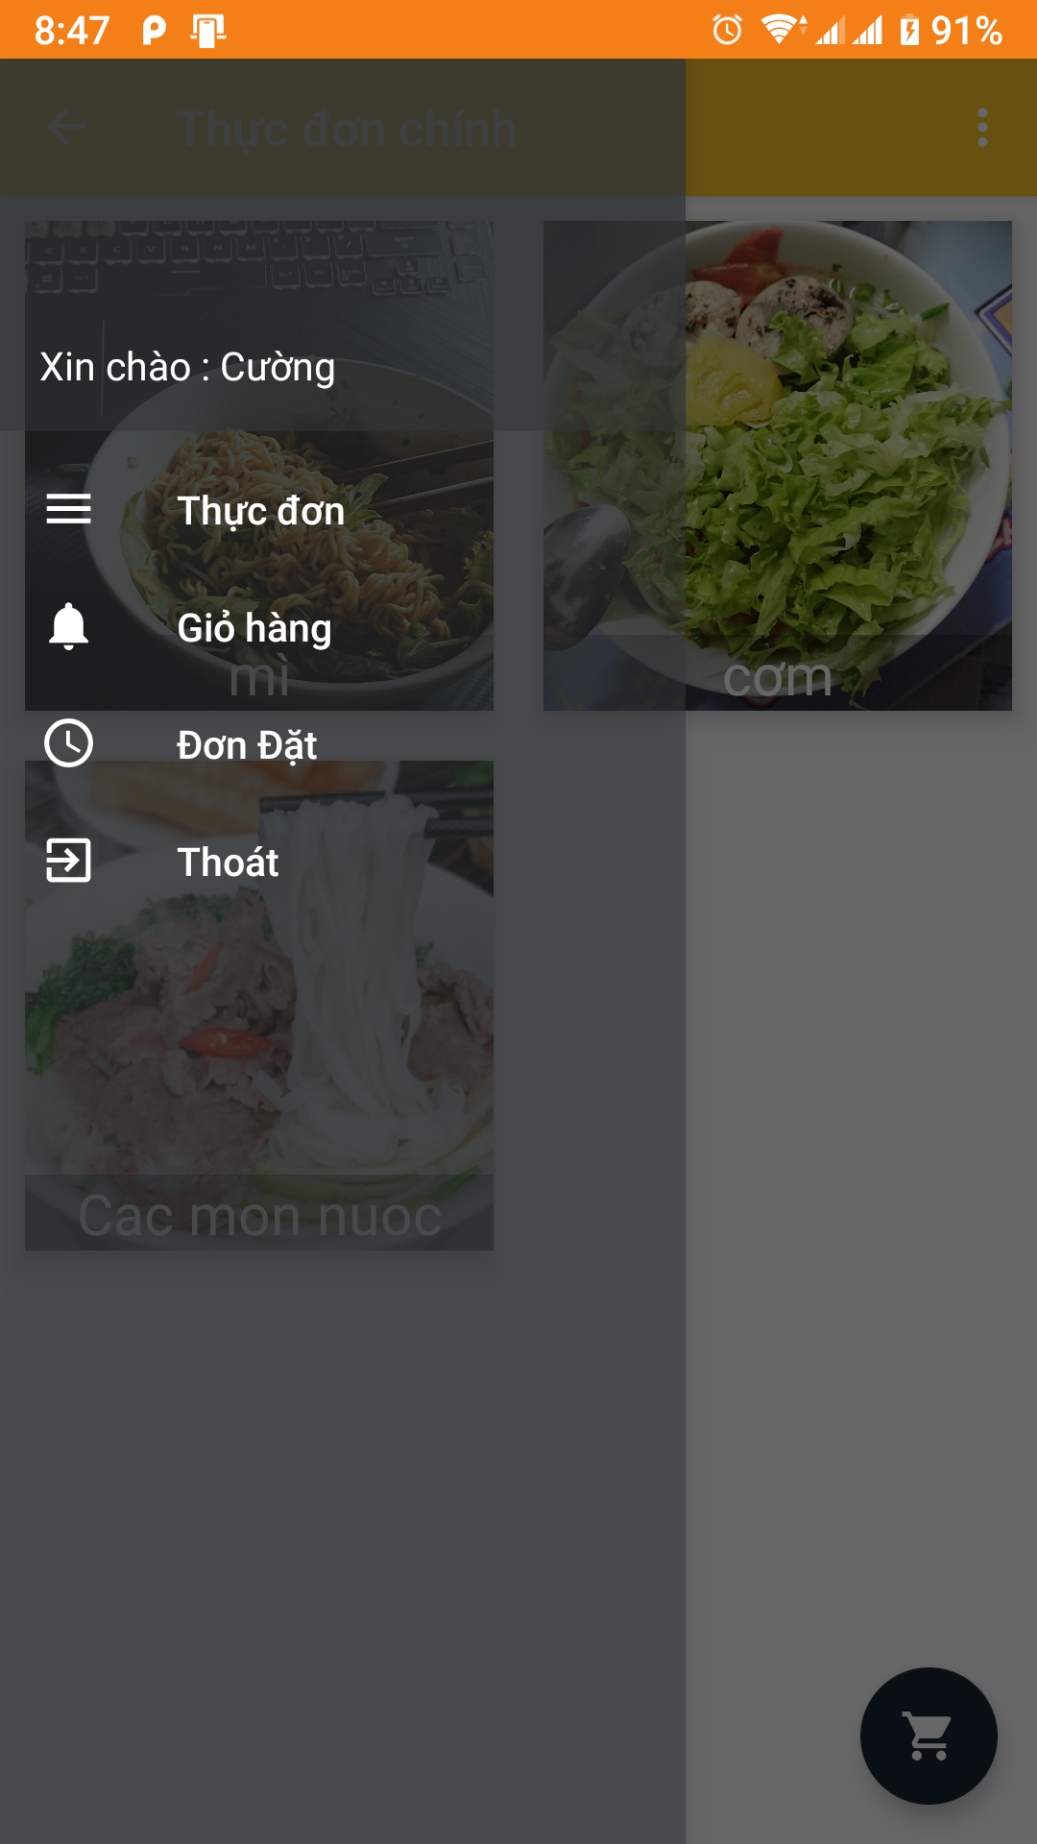 8:47
91%
Thực đơn chính
Xin chào : Cường
Thực đơn
Giỏ hàng
mì
cơm
Đơn Đặt
Thoát
Cac mon nuoc